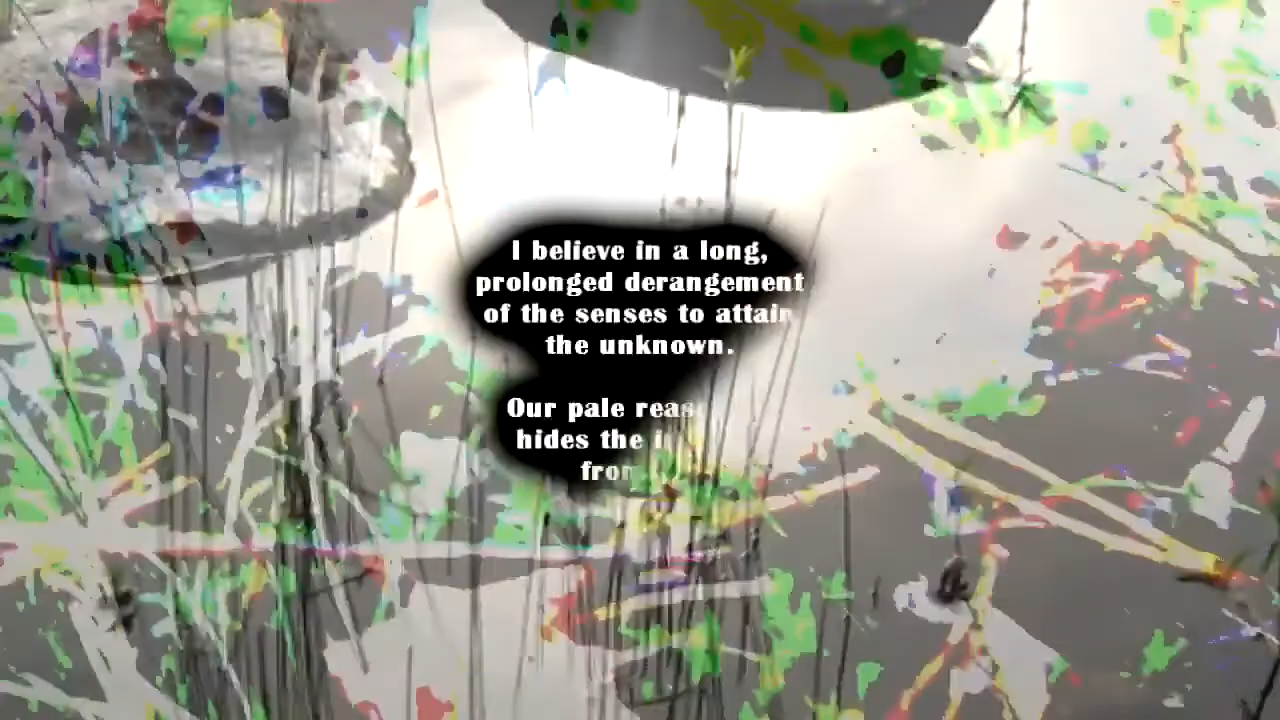 I believe in a long,
prolonged derangement
of the senses to attain
the unknown.
Our pale
hides the